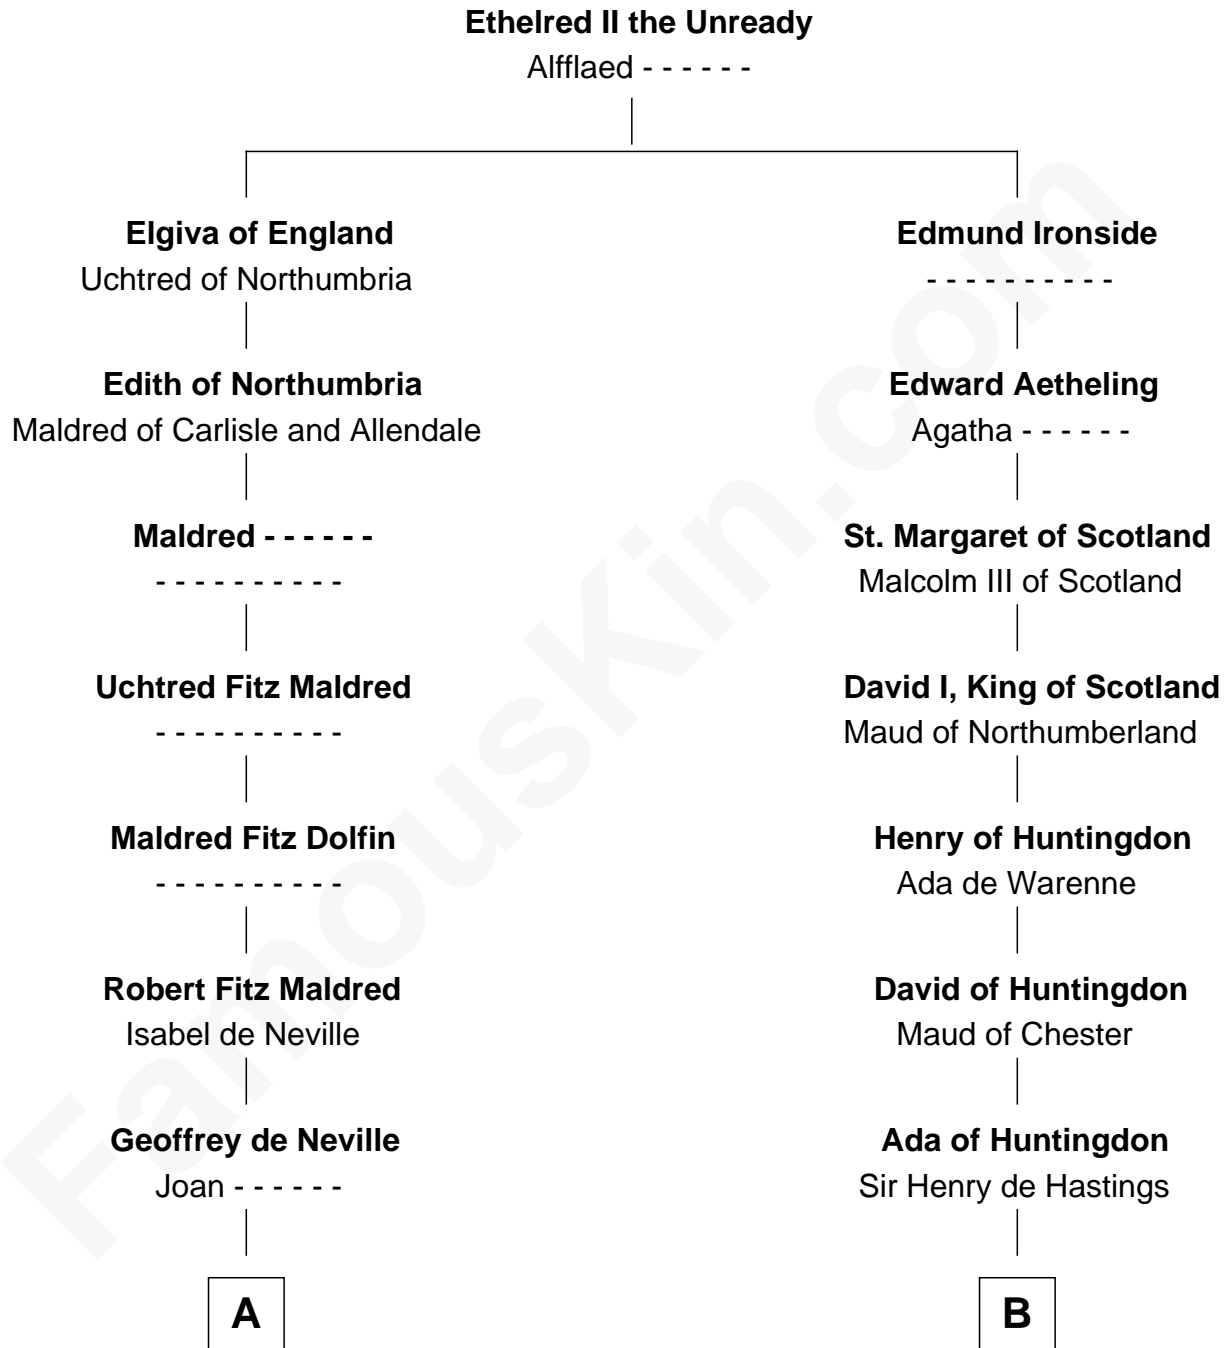 Ethelred II the Unready
Alfflaed - - - - - -
Elgiva of England
Uchtred of Northumbria
Edith of Northumbria
Maldred of Carlisle and Allendale
Maldred - - - - - -
- - - - - - - - - -
Uchtred Fitz Maldred
- - - - - - - - - -
Maldred Fitz Dolfin
- - - - - - - - - -
Robert Fitz Maldred
Isabel de Neville
Geoffrey de Neville
Joan - - - - - -
A
Edmund Ironside
- - - - - - - - - -
Edward Aetheling
Agatha - - - - - -
St. Margaret of Scotland
Malcolm III of Scotland
David I, King of Scotland
Maud of Northumberland
Henry of Huntingdon
Ada de Warenne
David of Huntingdon
Maud of Chester
Ada of Huntingdon
Sir Henry de Hastings
B
FamousKin.com